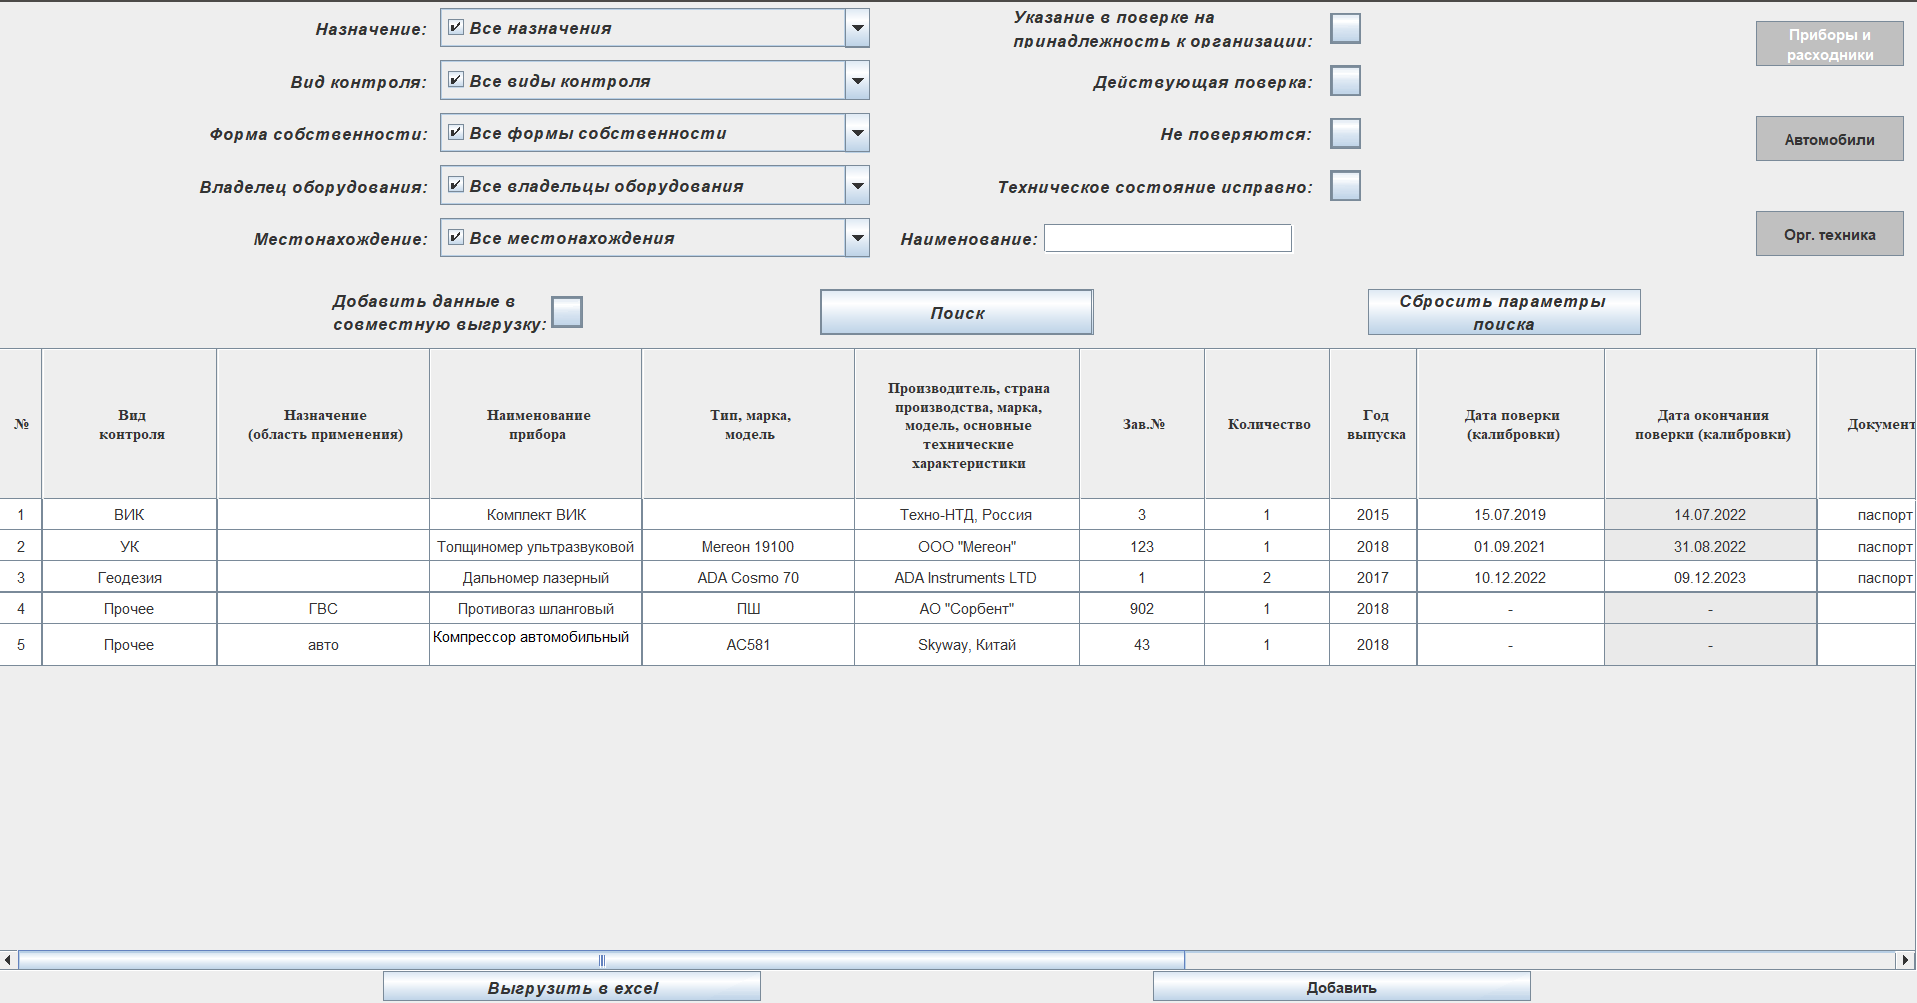 Назначение:
Все назначения
Указание в поверке на
принадлежность к организации:
Приборы и
расходники
Вид контроля:
Все виды контроля
Действующая поверка:
Форма собственности:
Все формы собственности
Не поверяются:
Автомобили
Владелец оборудования:
Все владельцы оборудования
Техническое состояние исправно:
Местонахождение:
Все местонахождения
Наименование:
Орг. техника
Добавить данные в
совместную выгрузку:
Поиск
Сбросить параметры
поиска
№
Вид
контроля
Назначение
(область применения)
Наименование
прибора
Тип, марка,
модель
Производитель, страна
производства, марка,
модель, основные
технические
характеристики
Зав.№
Количество
Год
выпуска
Дата поверки
(калибровки)
Дата окончания
поверки (калибровки)
Документ
1 ВИК Комплект ВИК Техно-НТД, Россия 3 1 2015 15.07.2019 14.07.2022 паспорт
2 УК Толщиномер ультразвуковой Мегеон 19100 ООО "Мегеон" 123 1 2018 01.09.2021 31.08.2022 паспорт
3 Геодезия Дальномер лазерный ADA Cosmo 70 ADA Instruments LTD 1 2 2017 10.12.2022 09.12.2023 паспорт
4 Прочее ГВС Противогаз шланговый ПШ АО "Сорбент" 902 1 2018 - -
5 Прочее авто Компрессор автомобильный AC581 Skyway, Китай 43 1 2018 - -
Выгрузить в excel
Добавить